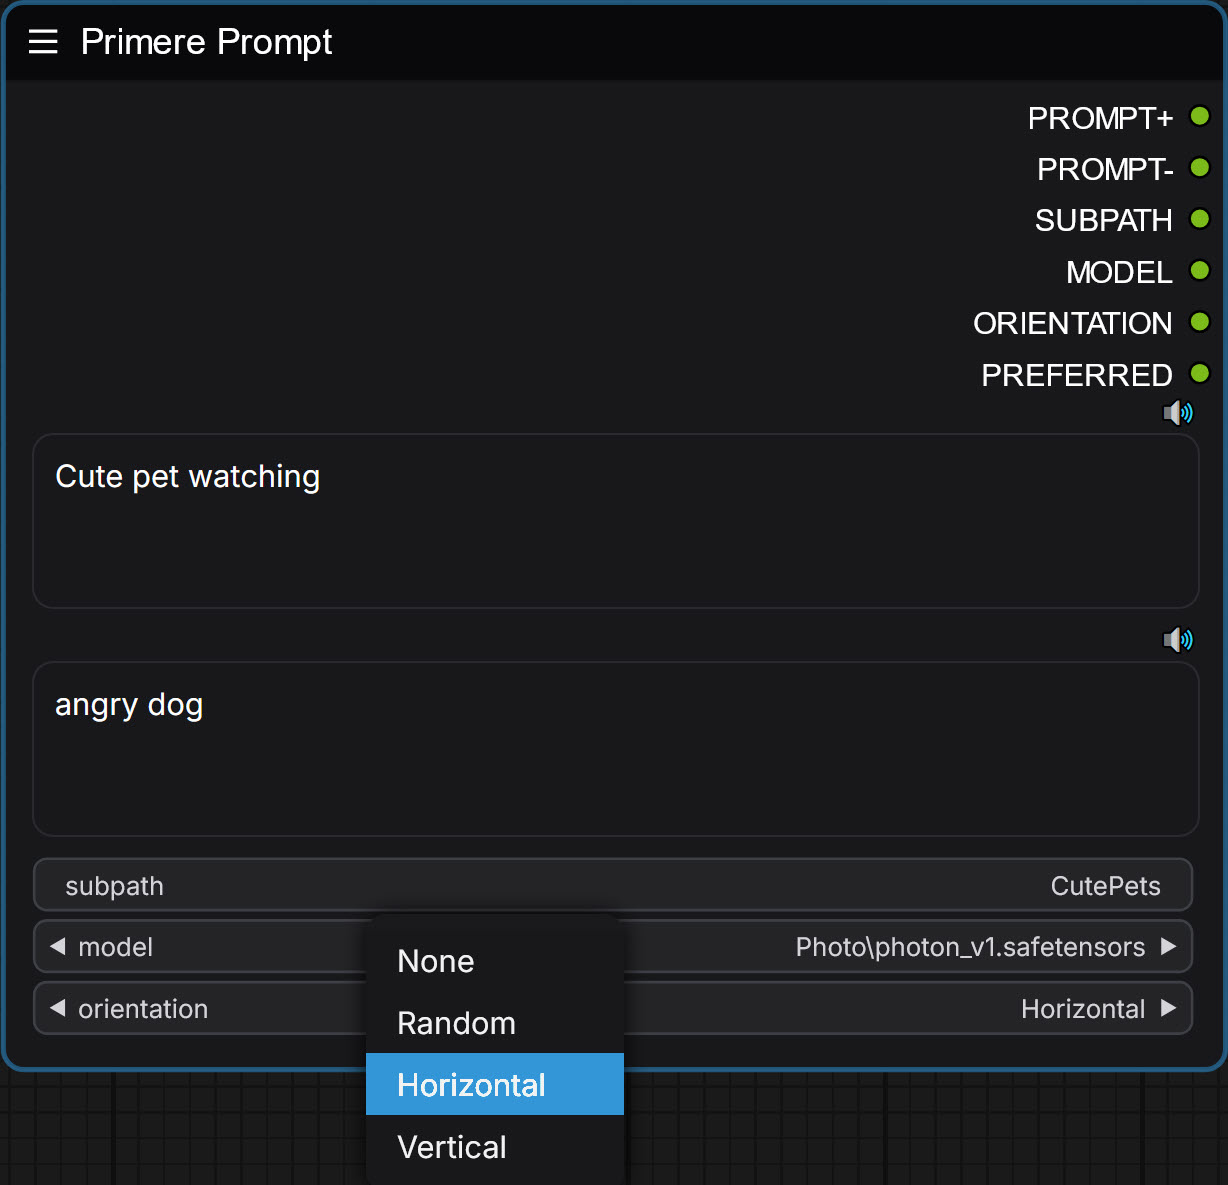 Primere Prompt
PROMPT+
PROMPT-
SUBPATH
MODEL
ORIENTATION
PREFERRED
Cute pet watching
angry dog
subpath CutePets
model Photo\photon_v1.safetensors
orientation Horizontal
None
Random
Horizontal
Vertical